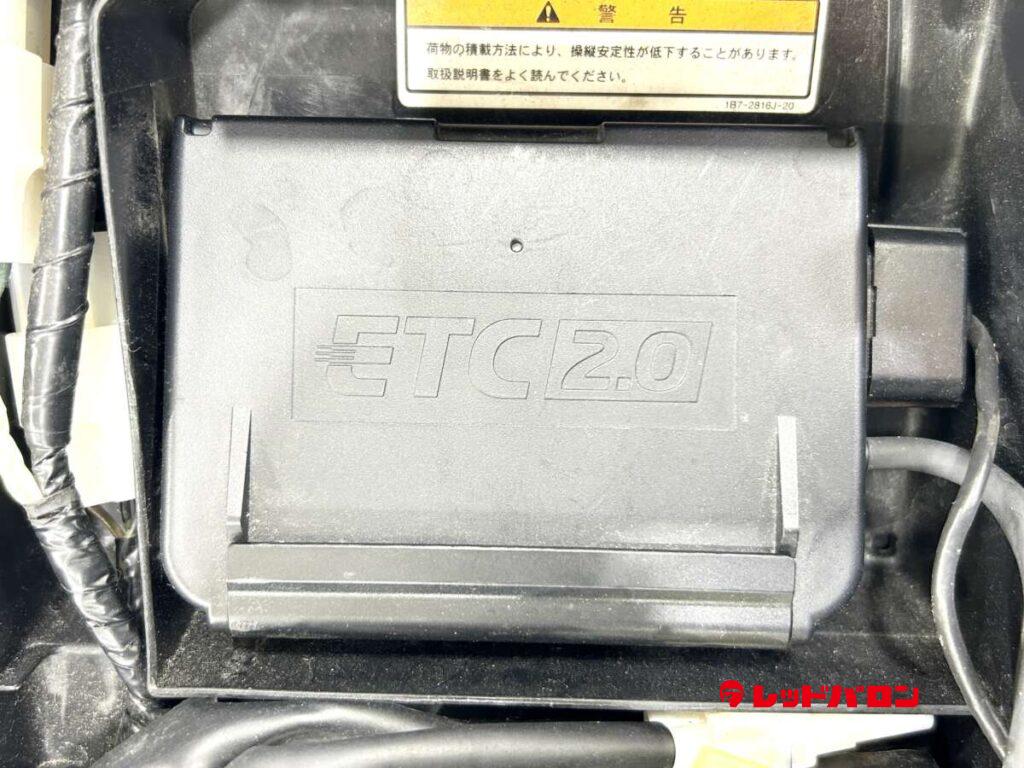 警告
荷物の積載方法により、操縦安定性が低下することがあります。
取扱説明書をよく読んでください。
1B7-2816J-20
ETC2.0
レッドバロン